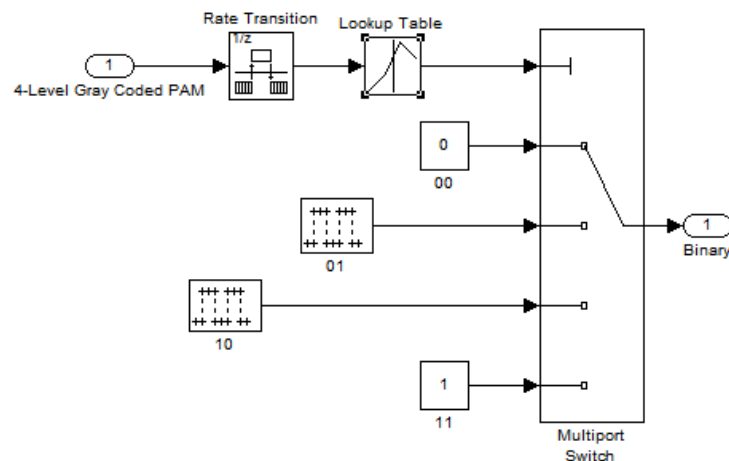 Rate Transition
Lookup Table
1/z
1
4-Level Gray Coded PAM
0
00
01
1
Binary
10
1
11
Multiport
Switch